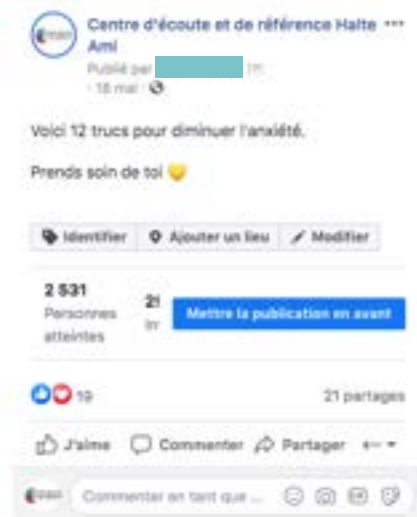 Centre d'écoute et de référence Halte
Ami
Publié par
· 18 mai ·
Voici 12 trucs pour diminuer l'anxiété.
Prends soin de toi
Identifier Ajouter un lieu Modifier
2 531
Personnes
atteintes
Mettre la publication en avant
19 21 partages
J'aime Commenter Partager
Commenter en tant que ...